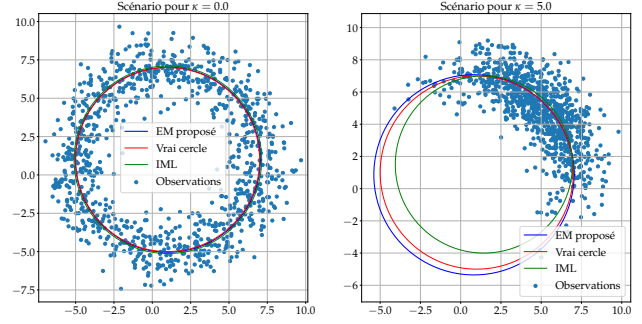 Scénario pour κ = 0.0
10.0
7.5
5.0
2.5
0.0
−2.5
−5.0
−7.5
−5.0 −2.5 0.0 2.5 5.0 7.5 10.0
EM proposé
Vrai cercle
IML
Observations
Scénario pour κ = 5.0
10
8
6
4
2
0
−2
−4
−6
−5.0 −2.5 0.0 2.5 5.0 7.5 10.0
EM proposé
Vrai cercle
IML
Observations